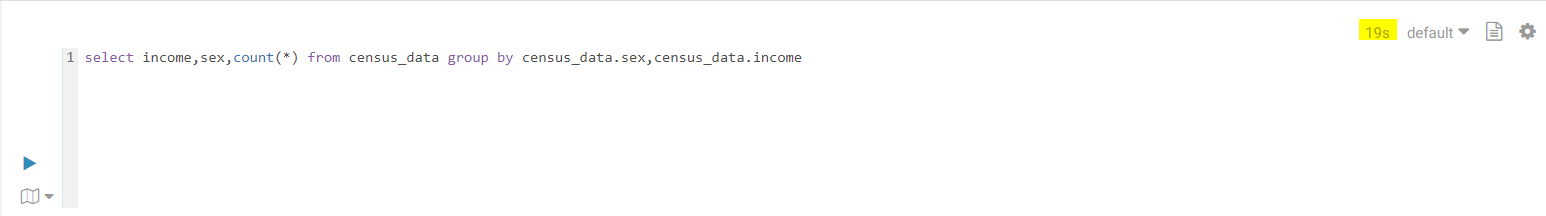 19s default
1 select income,sex,count(*) from census_data group by census_data.sex,census_data.income